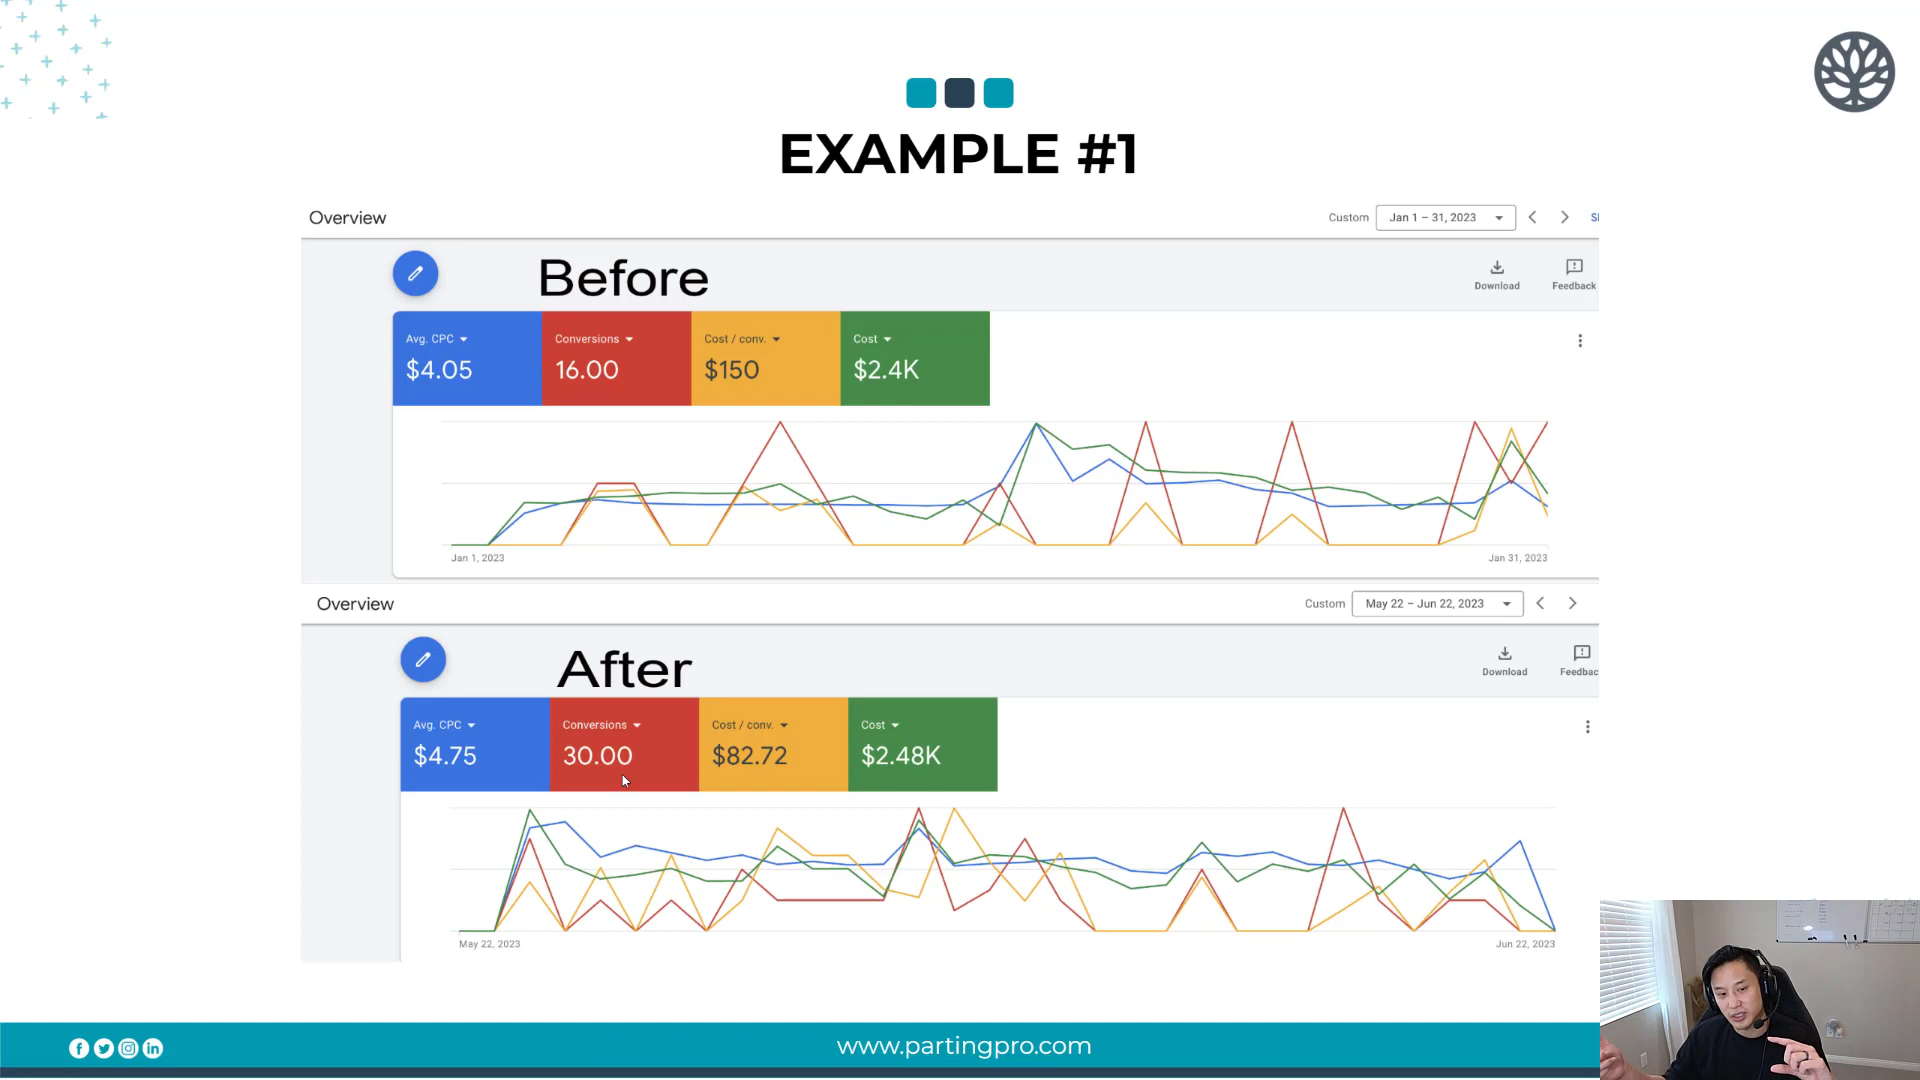 EXAMPLE #1
Overview
Custom Jan 1 – 31, 2023
Before
Download Feedback
Avg. CPC Conversions Cost / conv. Cost
$4.05 16.00 $150 $2.4K
Jan 1, 2023 Jan 31, 2023
Overview
Custom May 22 – Jun 22, 2023
After
Download Feedbac
Avg. CPC Conversions Cost / conv. Cost
$4.75 30.00 $82.72 $2.48K
May 22, 2023 Jun 22, 2023
www.partingpro.com